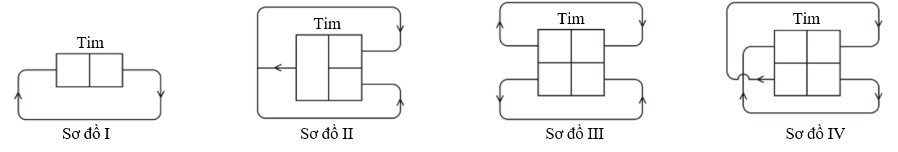 Tim
Tim
Tim
Tim
Sơ đồ I
Sơ đồ II
Sơ đồ III
Sơ đồ IV